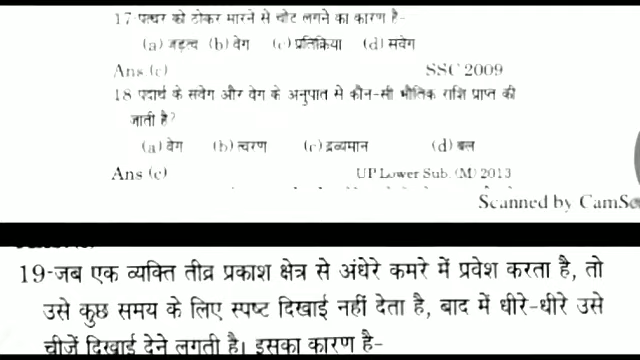 17-पत्थर को ठोकर मारने से चोट लगने का कारण है-
(a) जड़त्व (b) वेग (c) प्रतिक्रिया (d) संवेग
Ans (c) SSC 2009
18 पदार्थ के संवेग और वेग के अनुपात से कौन-सी भौतिक राशि प्राप्त की
जाती है?
(a) वेग (b) त्वरण (c) द्रव्यमान (d) बल
Ans (c) UP Lower Sub. (M) 2013
Scanned by CamSc
19-जब एक व्यक्ति तीव्र प्रकाश क्षेत्र से अंधेरे कमरे में प्रवेश करता है, तो
उसे कुछ समय के लिए स्पष्ट दिखाई नहीं देता है, बाद में धीरे-धीरे उसे
चीजें दिखाई देने लगती है। इसका कारण है-